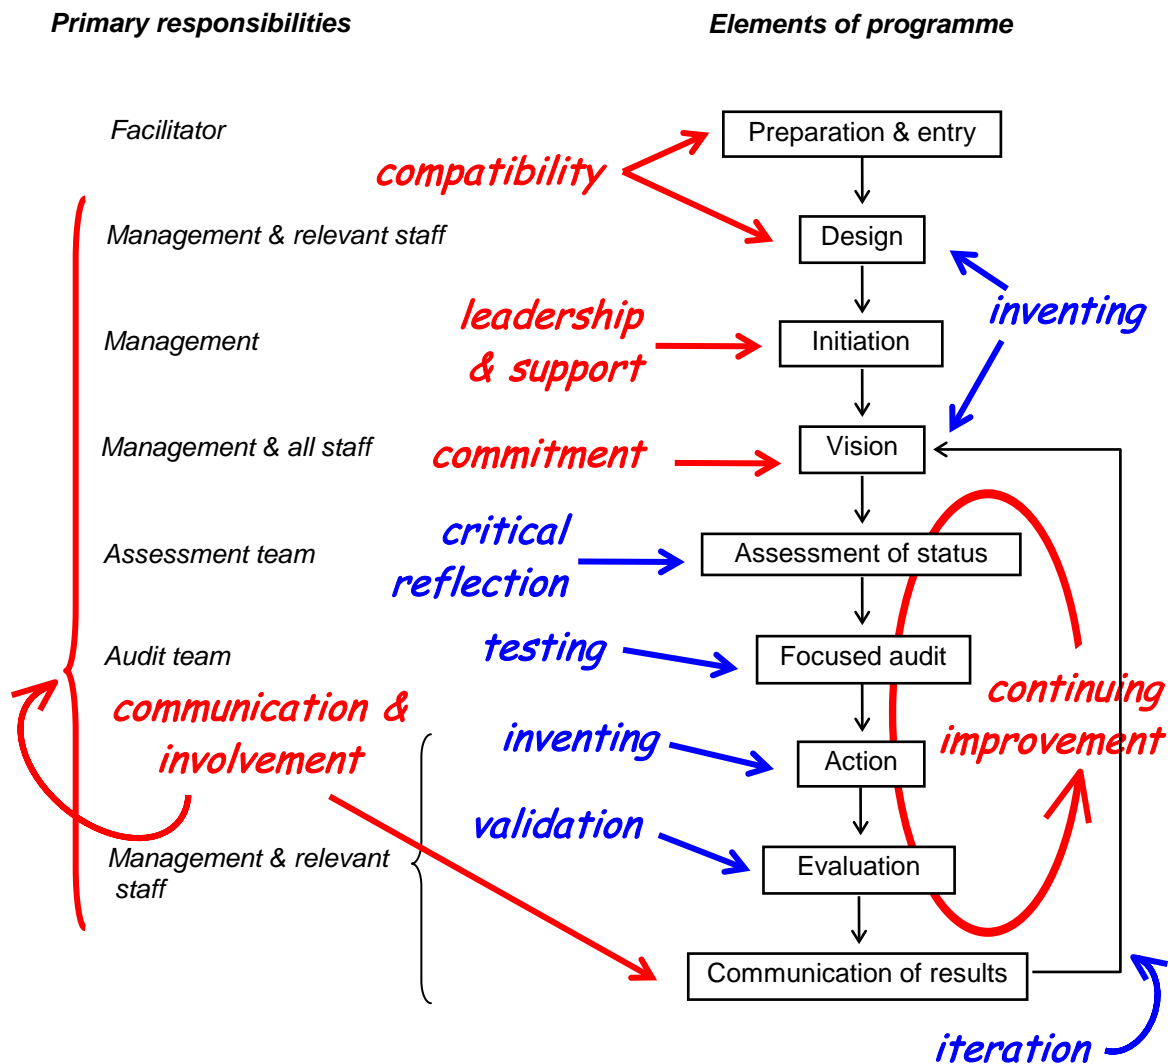 Primary responsibilities
Elements of programme
Facilitator
Preparation & entry
compatibility
Management & relevant staff
Design
leadership
& support
inventing
Management
Initiation
Management & all staff
commitment
Vision
critical
reflection
Assessment team
Assessment of status
testing
Audit team
Focused audit
continuing
improvement
communication &
involvement
inventing
Action
validation
Management & relevant
staff
Evaluation
Communication of results
iteration